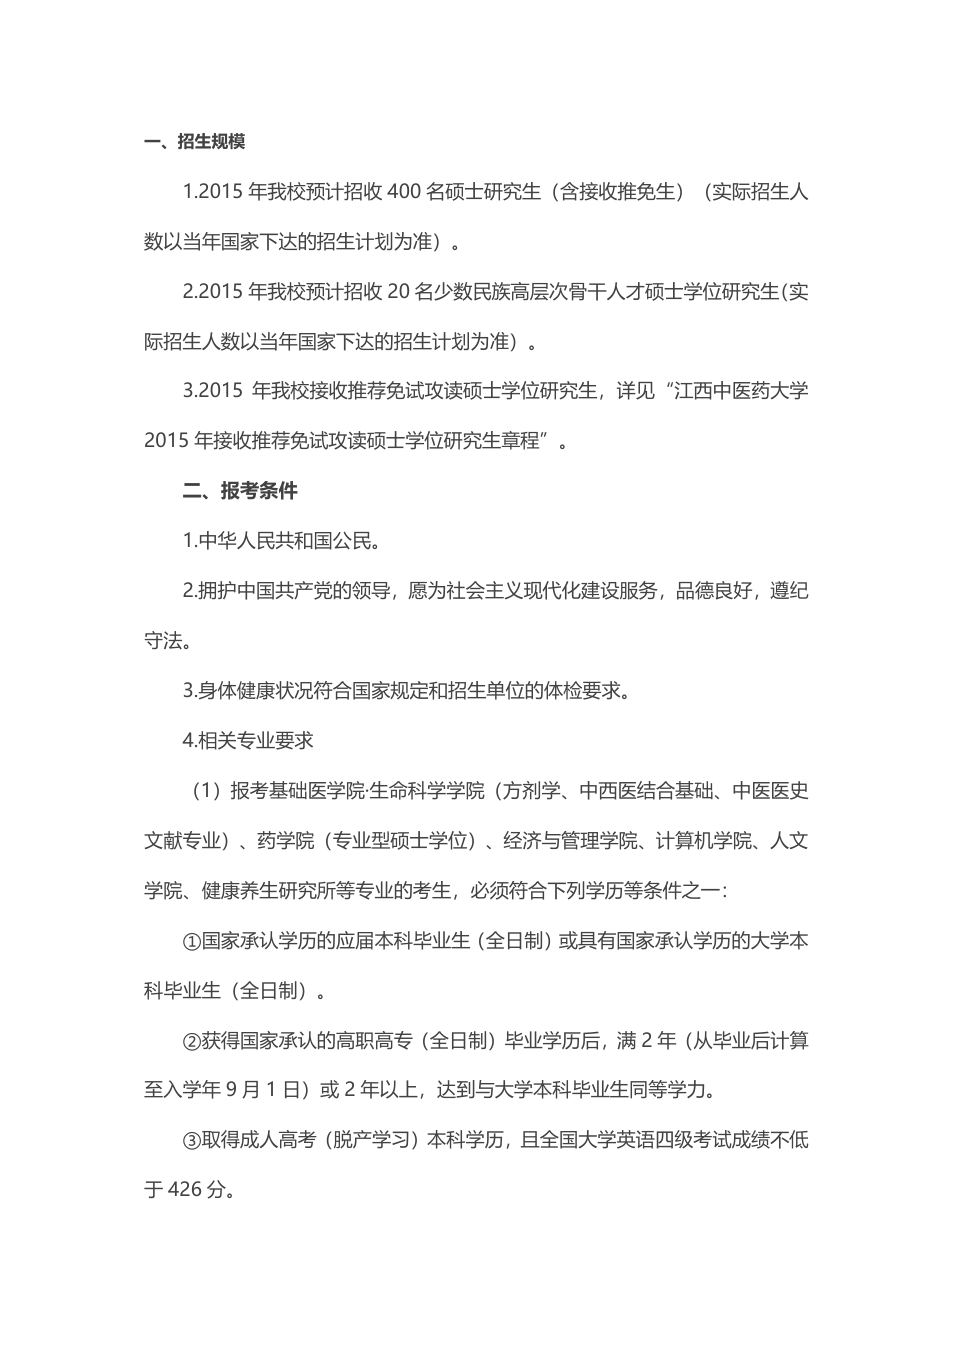 一、招生规模
1.2015 年我校预计招收 400 名硕士研究生（含接收推免生）（实际招生人
数以当年国家下达的招生计划为准）。
2.2015 年我校预计招收 20 名少数民族高层次骨干人才硕士学位研究生（实
际招生人数以当年国家下达的招生计划为准）。
3.2015 年我校接收推荐免试攻读硕士学位研究生，详见“江西中医药大学
2015 年接收推荐免试攻读硕士学位研究生章程”。
二、报考条件
1.中华人民共和国公民。
2.拥护中国共产党的领导，愿为社会主义现代化建设服务，品德良好，遵纪
守法。
3.身体健康状况符合国家规定和招生单位的体检要求。
4.相关专业要求
（1）报考基础医学院·生命科学学院（方剂学、中西医结合基础、中医医史
文献专业）、药学院（专业型硕士学位）、经济与管理学院、计算机学院、人文
学院、健康养生研究所等专业的考生，必须符合下列学历等条件之一：
①国家承认学历的应届本科毕业生（全日制）或具有国家承认学历的大学本
科毕业生（全日制）。
②获得国家承认的高职高专（全日制）毕业学历后，满 2 年（从毕业后计算
至入学年 9 月 1 日）或 2 年以上，达到与大学本科毕业生同等学力。
③取得成人高考（脱产学习）本科学历，且全国大学英语四级考试成绩不低
于 426 分。